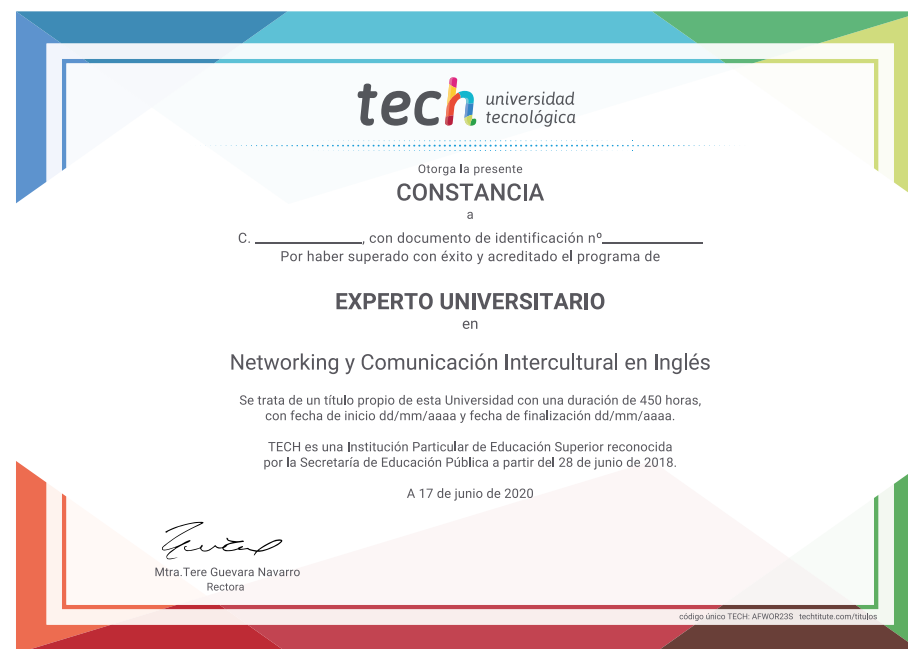 tech universidad
tecnológica
Otorga la presente
CONSTANCIA
a
C. ____________, con documento de identificación nº____________
Por haber superado con éxito y acreditado el programa de
EXPERTO UNIVERSITARIO
en
Networking y Comunicación Intercultural en Inglés
Se trata de un título propio de esta Universidad con una duración de 450 horas,
con fecha de inicio dd/mm/aaaa y fecha de finalización dd/mm/aaaa.
TECH es una Institución Particular de Educación Superior reconocida
por la Secretaría de Educación Pública a partir del 28 de junio de 2018.
A 17 de junio de 2020
Mtra.Tere Guevara Navarro
Rectora
código único TECH: AFWOR23S techtitute.com/titulos